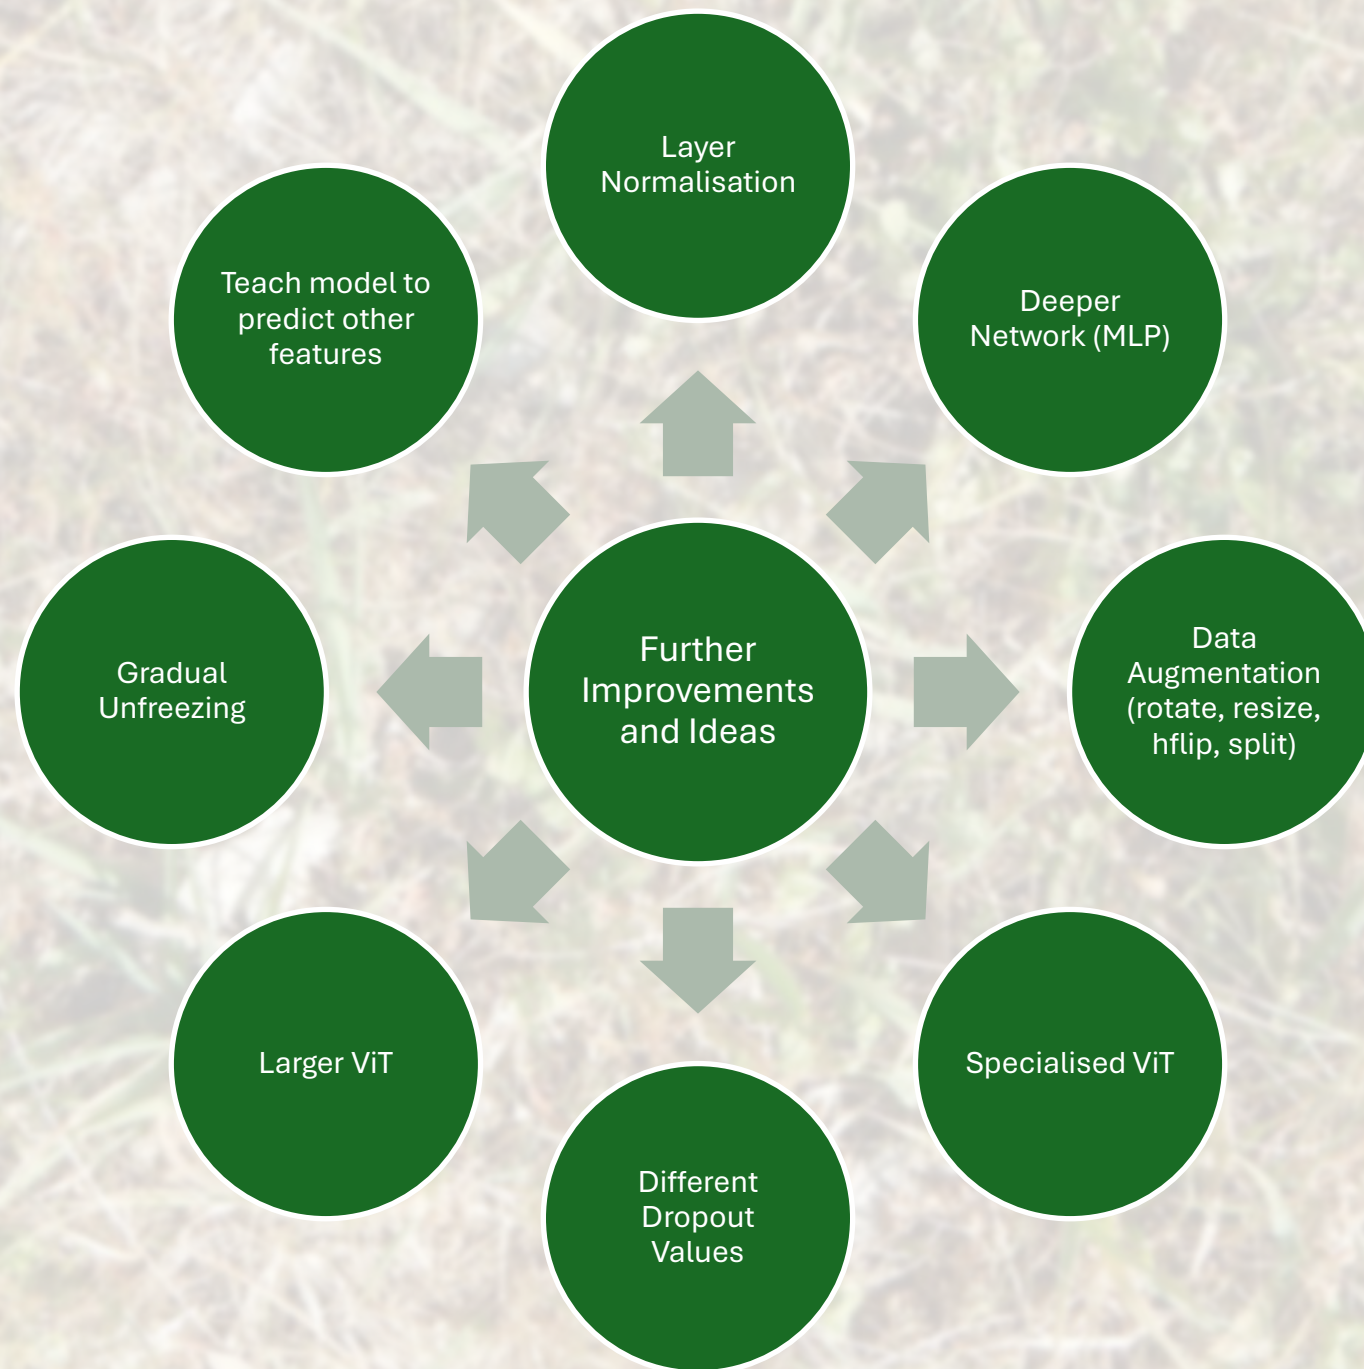 Layer
Normalisation
Teach model to
predict other
features
Deeper
Network (MLP)
Gradual
Unfreezing
Further
Improvements
and Ideas
Data
Augmentation
(rotate, resize,
hflip, split)
Larger ViT
Specialised ViT
Different
Dropout
Values